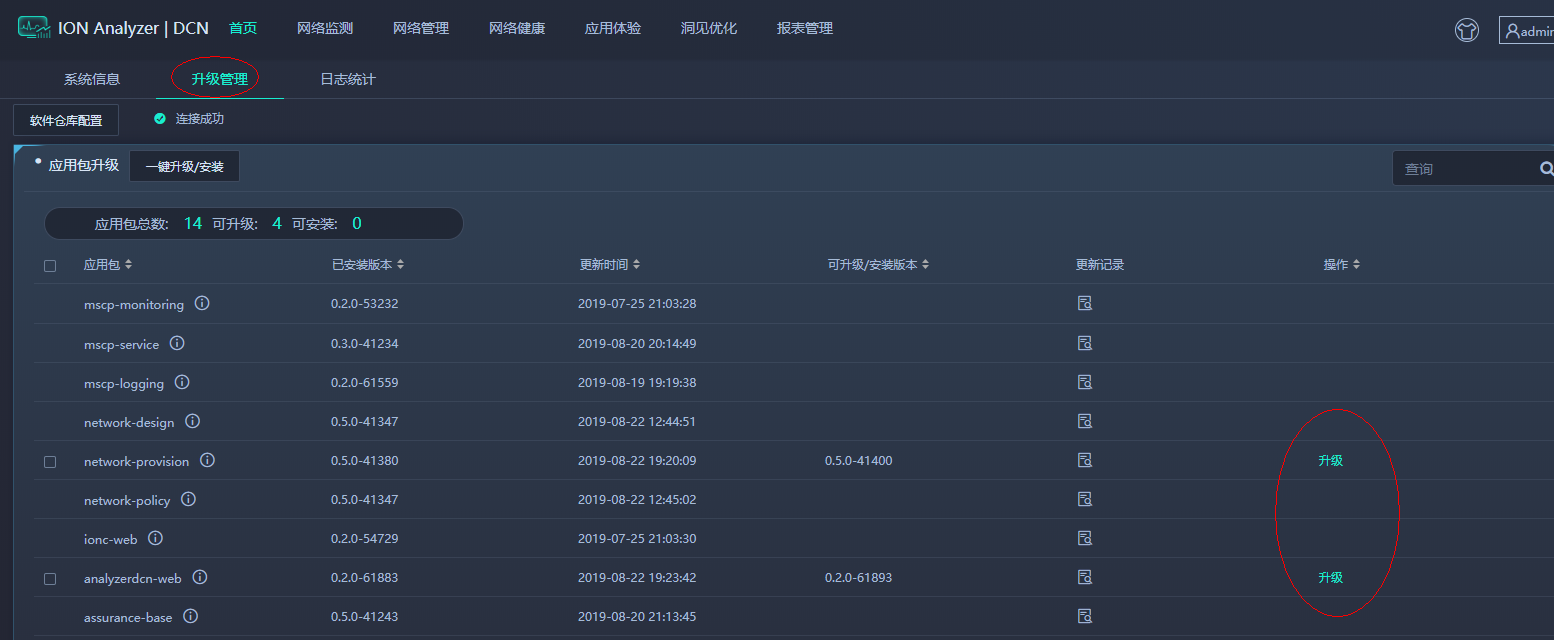 ION Analyzer | DCN 首页 网络监测 网络管理 网络健康 应用体验 洞见优化 报表管理 admin
系统信息 升级管理 日志统计
软件仓库配置 连接成功
应用包升级 一键升级/安装 查询
应用包总数: 14 可升级: 4 可安装: 0
应用包 已安装版本 更新时间 可升级/安装版本 更新记录 操作
mscp-monitoring 0.2.0-53232 2019-07-25 21:03:28
mscp-service 0.3.0-41234 2019-08-20 20:14:49
mscp-logging 0.2.0-61559 2019-08-19 19:19:38
network-design 0.5.0-41347 2019-08-22 12:44:51
network-provision 0.5.0-41380 2019-08-22 19:20:09 0.5.0-41400 升级
network-policy 0.5.0-41347 2019-08-22 12:45:02
ionc-web 0.2.0-54729 2019-07-25 21:03:30
analyzerdcn-web 0.2.0-61883 2019-08-22 19:23:42 0.2.0-61893 升级
assurance-base 0.5.0-41243 2019-08-20 21:13:45